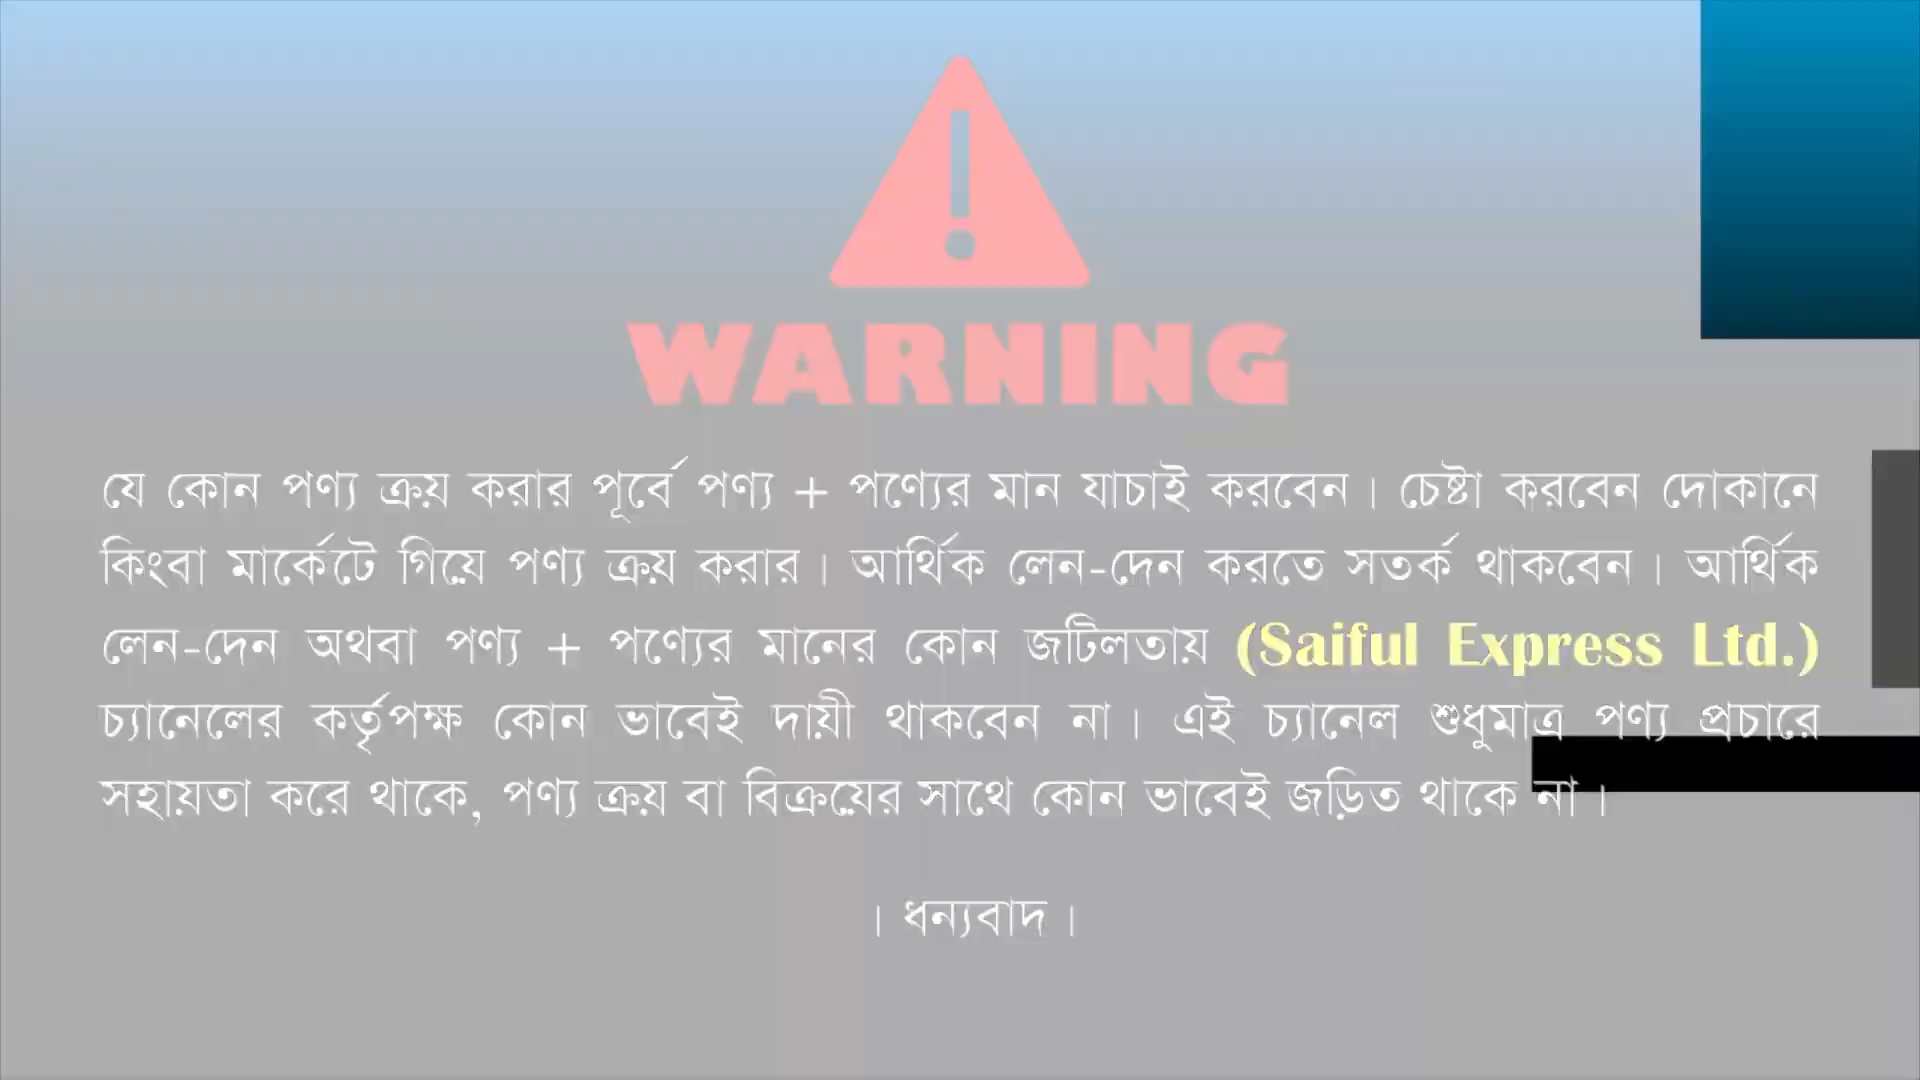 WARNING
যে কোন পণ্য ক্রয় করার পূর্বে পণ্য + পণ্যের মান যাচাই করবেন। চেষ্টা করবেন দোকানে
কিংবা মার্কেটে গিয়ে পণ্য ক্রয় করার। আর্থিক লেন-দেন করতে সতর্ক থাকবেন। আর্থিক
লেন-দেন অথবা পণ্য + পণ্যের মানের কোন জটিলতায় (Saiful Express Ltd.)
চ্যানেলের কর্তৃপক্ষ কোন ভাবেই দায়ী থাকবেন না। এই চ্যানেল শুধুমাত্র পণ্য প্রচারে
সহায়তা করে থাকে, পণ্য ক্রয় বা বিক্রয়ের সাথে কোন ভাবেই জড়িত থাকে না।
। ধন্যবাদ ।